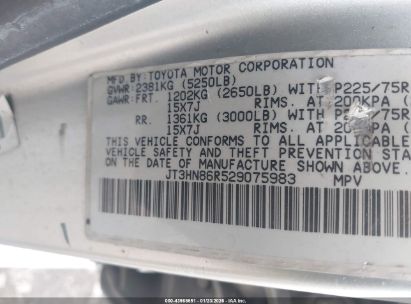 MFD. BY:TOYOTA MOTOR CORPORATION
GVWR: 2381KG (5250LB)
GAWR: FRT. 1202KG (2650LB) WITH P225/75R
15X7J RIMS. AT 200KPA
RR. 1361KG (3000LB) WITH /75R
15X7J RIMS. AT KPA
THIS VEHICLE CONFORMS TO ALL APPLICABLE
VEHICLE SAFETY AND THEFT PREVENTION STA
ON THE DATE OF MANUFACTURE SHOWN ABOVE.
JT3HN86R529075983 MPV